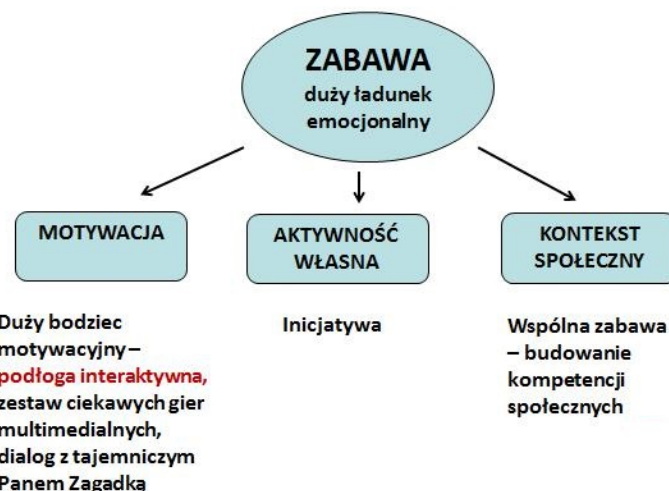 ZABAWA
duży ładunek
emocjonalny
MOTYWACJA
AKTYWNOŚĆ
WŁASNA
KONTEKST
SPOŁECZNY
Duży bodziec
motywacyjny –
podłoga interaktywna,
zestaw ciekawych gier
multimedialnych,
dialog z tajemniczym
Panem Zagadką
Inicjatywa
Wspólna zabawa
– budowanie
kompetencji
społecznych